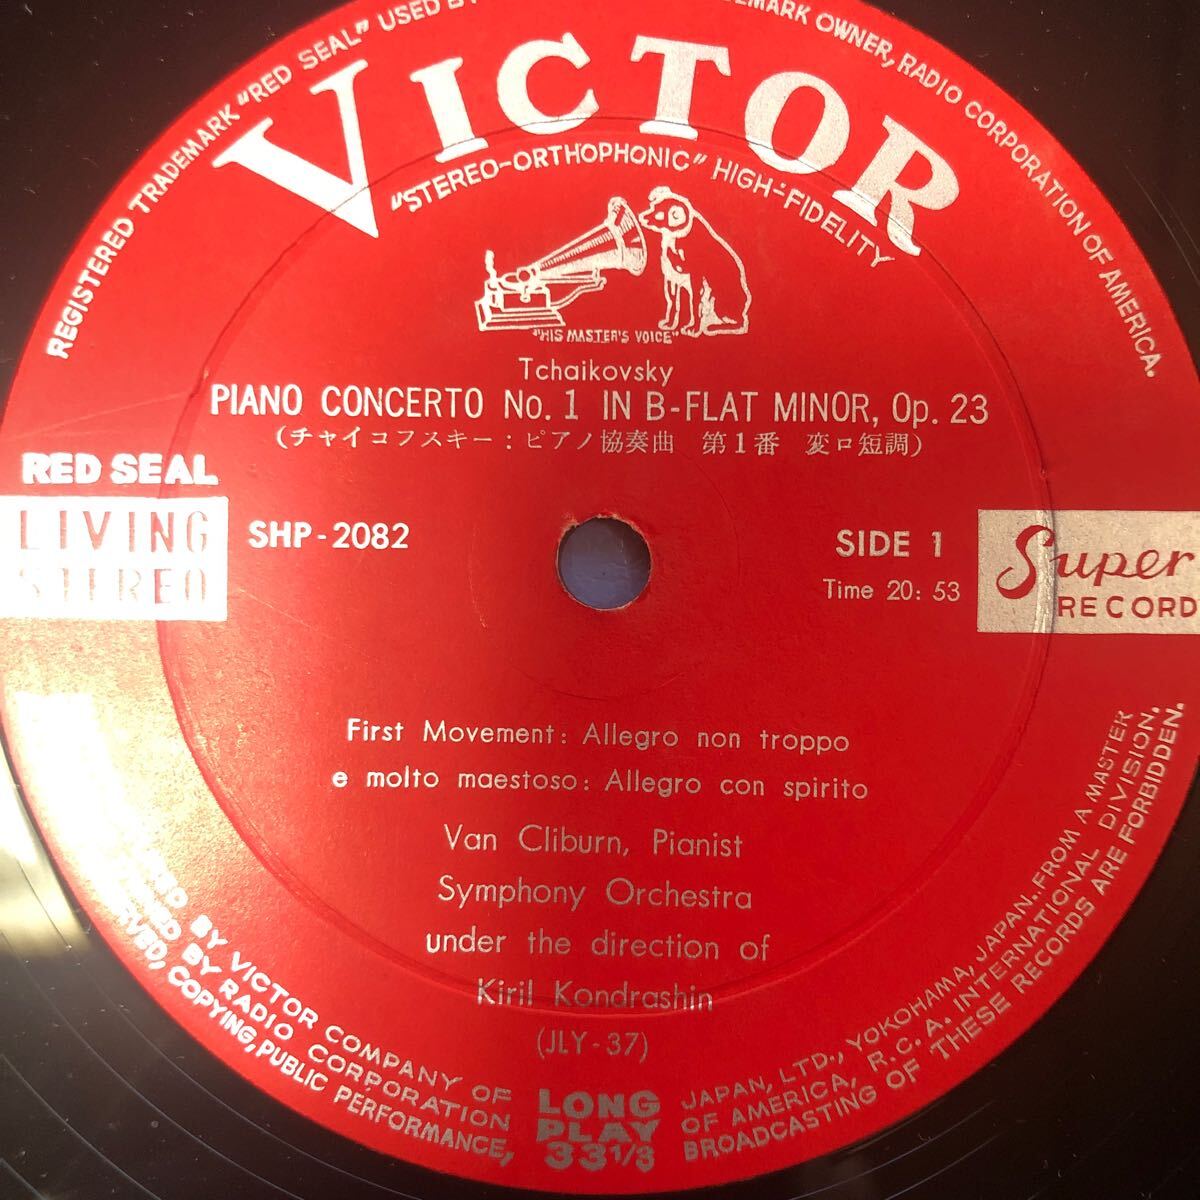 REGISTERED TRADEMARK "RED SEAL" USED BY
TRADEMARK OWNER, RADIO CORPORATION OF AMERICA.
VICTOR
"STEREO-ORTHOPHONIC" HIGH-FIDELITY
"HIS MASTER'S VOICE"
Tchaikovsky
PIANO CONCERTO No. 1 IN B-FLAT MINOR, Op. 23
(チャイコフスキー：ピアノ協奏曲 第1番 変ロ短調)
RED SEAL
LIVING
STEREO
SHP-2082
SIDE 1
Time 20: 53
Super
RECORD
First Movement: Allegro non troppo
e molto maestoso: Allegro con spirito
Van Cliburn, Pianist
Symphony Orchestra
under the direction of
Kiril Kondrashin
(JLY-37)
BY VICTOR COMPANY OF
JAPAN, LTD., YOKOHAMA, JAPAN. FROM A MASTER
BY RADIO CORPORATION
OF AMERICA, R.C.A. INTERNATIONAL DIVISION.
COPYING, PUBLIC PERFORMANCE,
BROADCASTING OF THESE RECORDS ARE FORBIDDEN.
LONG
PLAY
33 1/3